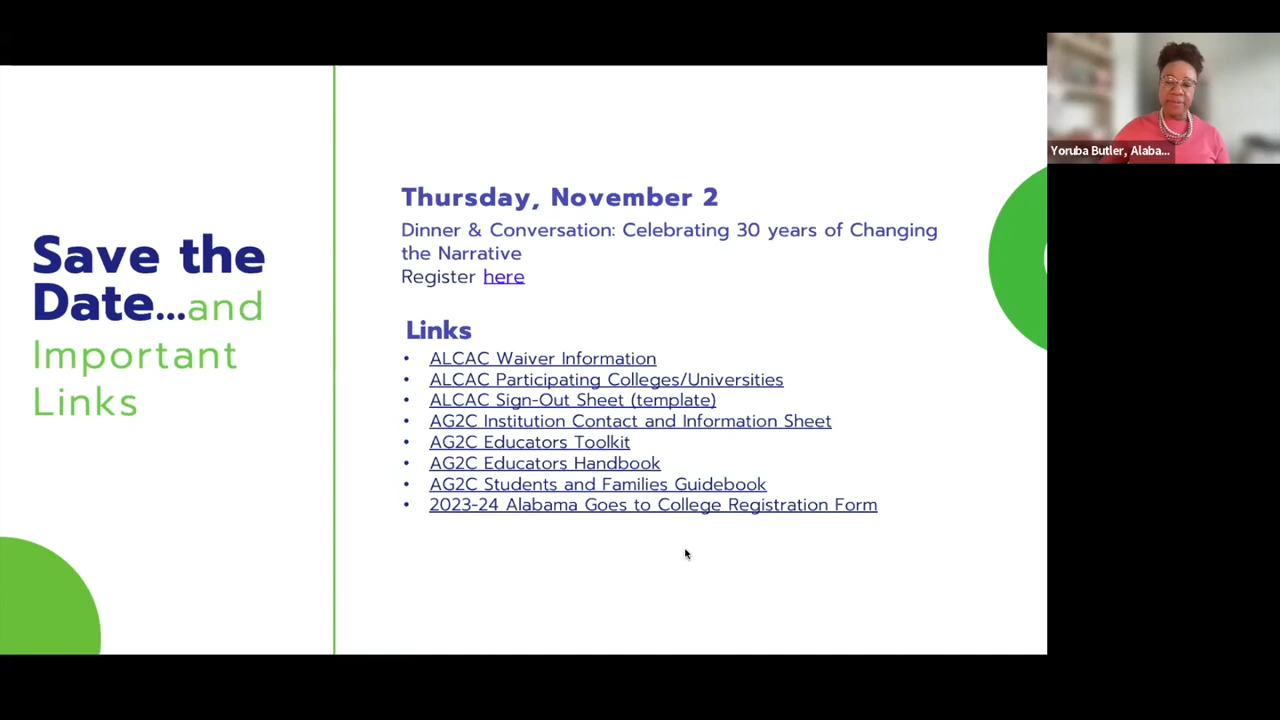 Save the
Date...and
Important
Links
Thursday, November 2
Dinner & Conversation: Celebrating 30 years of Changing
the Narrative
Register here
Links
• ALCAC Waiver Information
• ALCAC Participating Colleges/Universities
• ALCAC Sign-Out Sheet (template)
• AG2C Institution Contact and Information Sheet
• AG2C Educators Toolkit
• AG2C Educators Handbook
• AG2C Students and Families Guidebook
• 2023-24 Alabama Goes to College Registration Form
Yoruba Butler, Alaba...